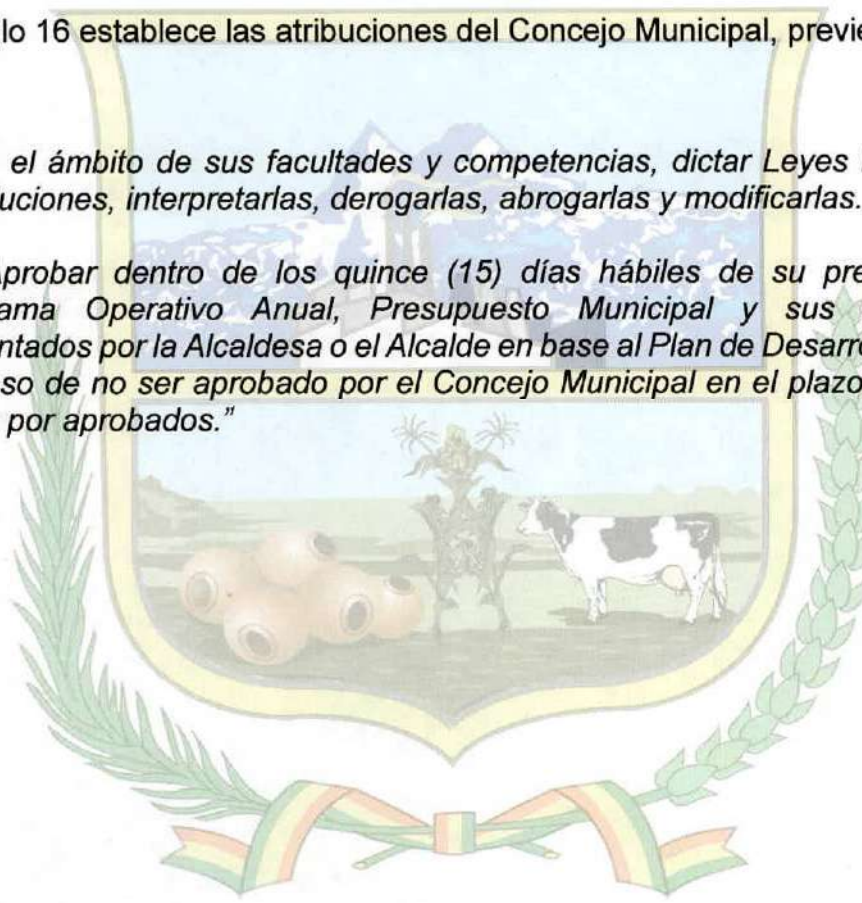 lo 16 establece las atribuciones del Concejo Municipal, previe
el ámbito de sus facultades y competencias, dictar Leyes
uciones, interpretarlas, derogarlas, abrogarlas y modificarlas.
Aprobar dentro de los quince (15) días hábiles de su pre
ama Operativo Anual, Presupuesto Municipal y sus
ntados por la Alcaldesa o el Alcalde en base al Plan de Desarro
so de no ser aprobado por el Concejo Municipal en el plazo
por aprobados."